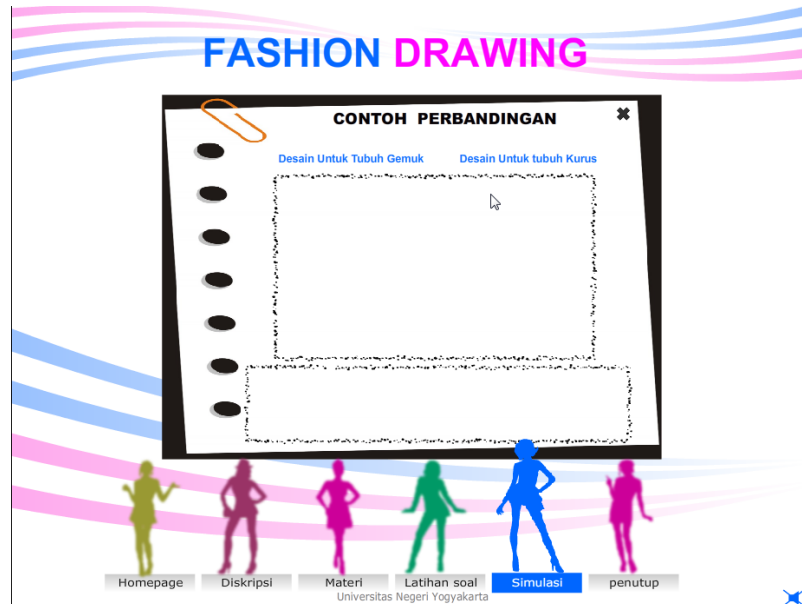 FASHION DRAWING
CONTOH PERBANDINGAN
Desain Untuk Tubuh Gemuk
Desain Untuk tubuh Kurus
Homepage
Diskripsi
Materi
Latihan soal
Simulasi
penutup
Universitas Negeri Yogyakarta